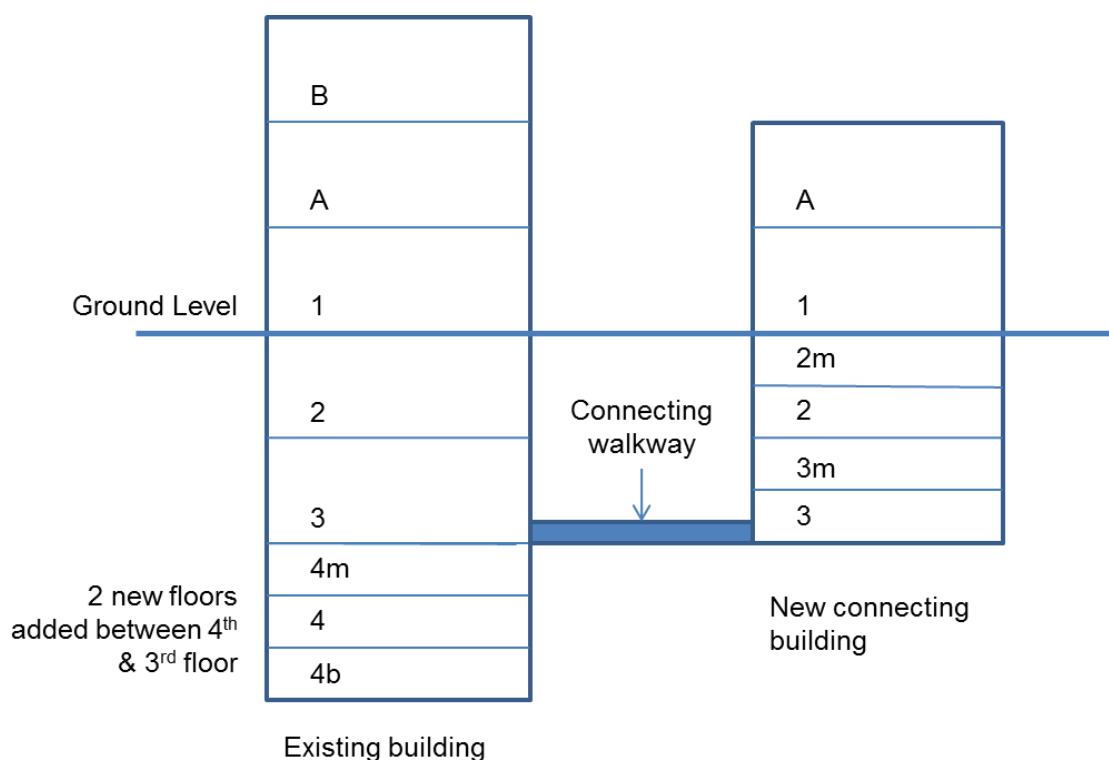 B
A
A
Ground Level
1
1
2m
2
Connecting
walkway
2
3m
3
3
4m
2 new floors
added between 4th
& 3rd floor
4
4b
New connecting
building
Existing building